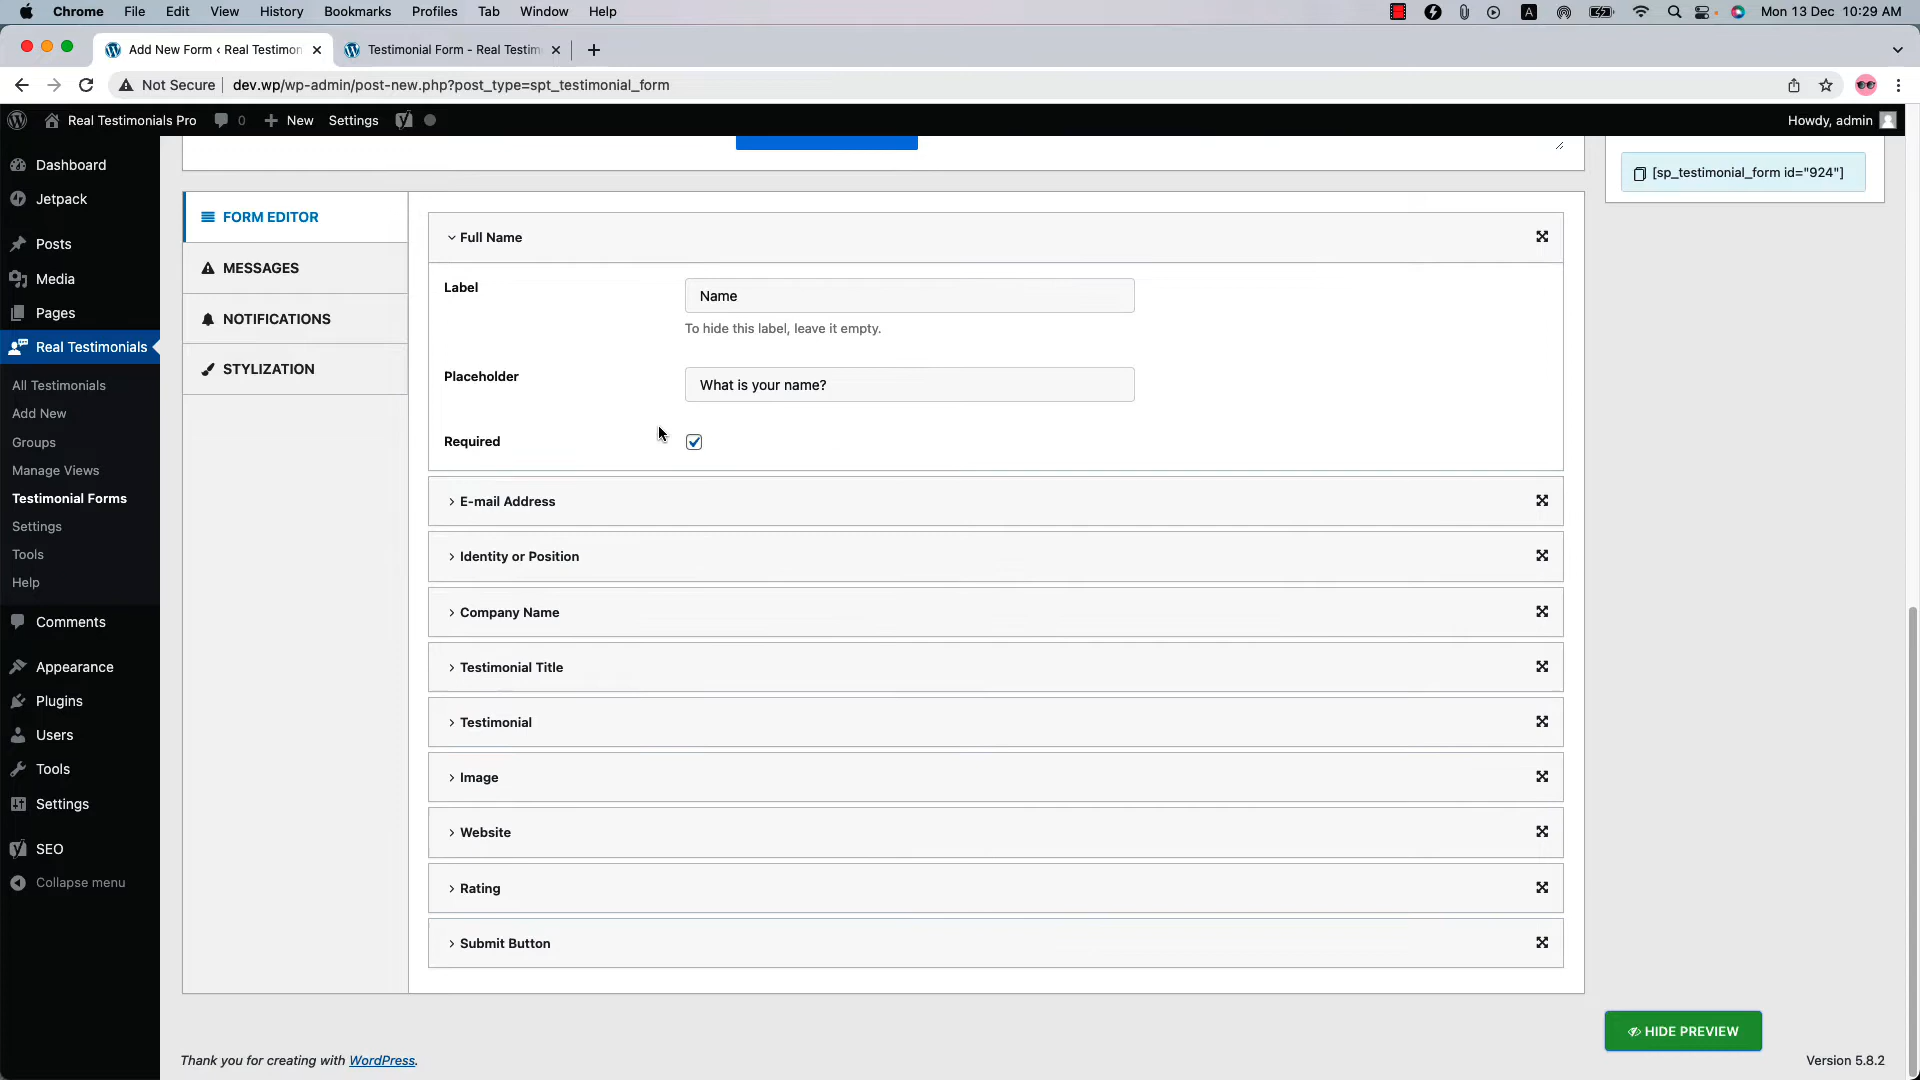 Chrome File Edit View History Bookmarks Profiles Tab Window Help
A Mon 13 Dec 10:29 AM
Add New Form ‹ Real Testimon
Testimonial Form - Real Testim
Not Secure dev.wp/wp-admin/post-new.php?post_type=spt_testimonial_form
Real Testimonials Pro 0 New Settings
Howdy, admin
Dashboard
Jetpack
Posts
Media
Pages
Real Testimonials
All Testimonials
Add New
Groups
Manage Views
Testimonial Forms
Settings
Tools
Help
Comments
Appearance
Plugins
Users
Tools
Settings
SEO
Collapse menu
FORM EDITOR
MESSAGES
NOTIFICATIONS
STYLIZATION
Full Name
Label
Name
To hide this label, leave it empty.
Placeholder
What is your name?
Required
E-mail Address
Identity or Position
Company Name
Testimonial Title
Testimonial
Image
Website
Rating
Submit Button
[sp_testimonial_form id="924"]
HIDE PREVIEW
Thank you for creating with WordPress.
Version 5.8.2